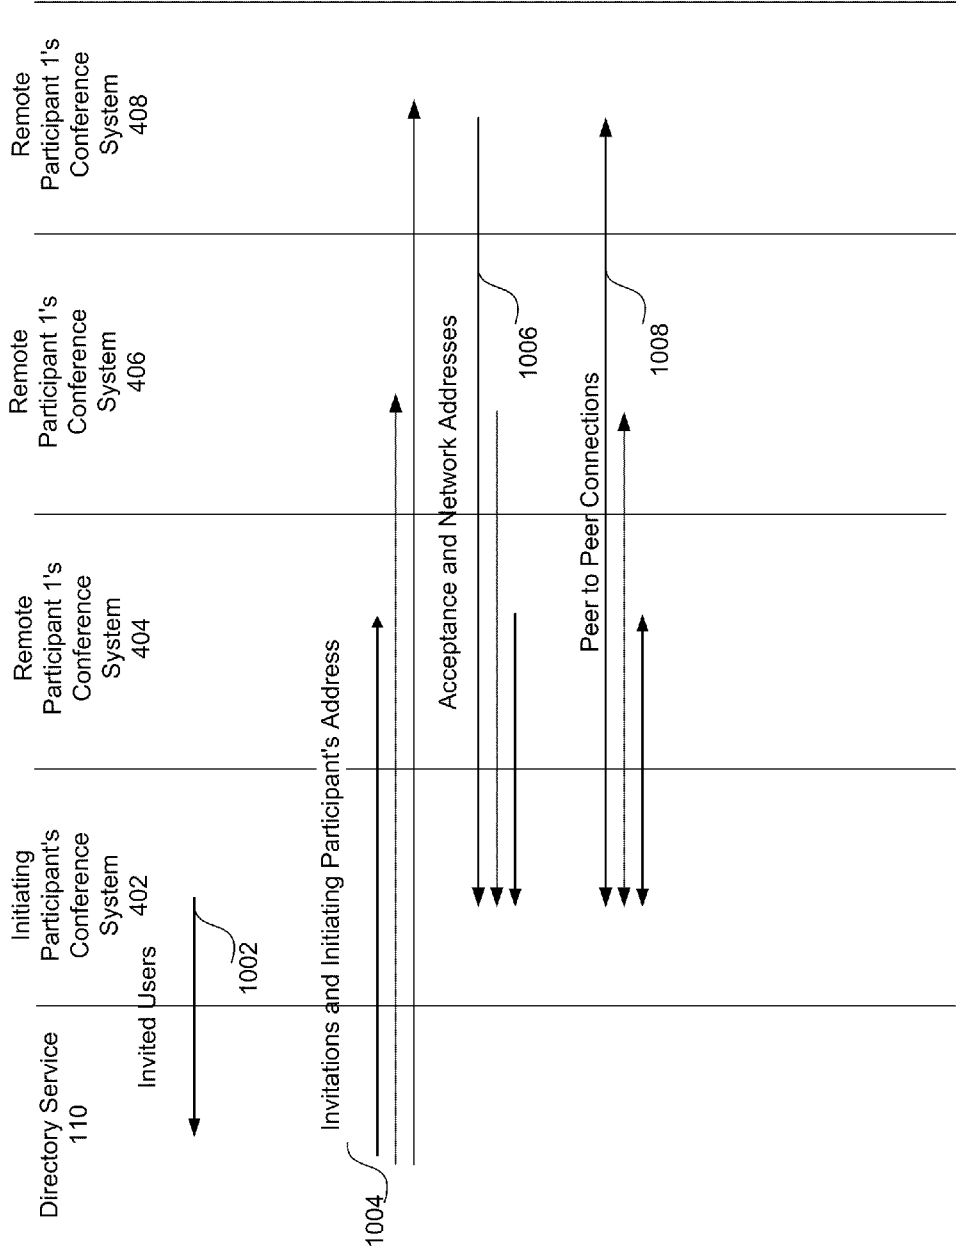 Directory Service
110
Initiating
Participant's
Conference
System
402
Remote
Participant 1's
Conference
System
404
Remote
Participant 1's
Conference
System
406
Remote
Participant 1's
Conference
System
408
Invited Users
1002
Invitations and Initiating Participant's Address
1004
Acceptance and Network Addresses
1006
Peer to Peer Connections
1008